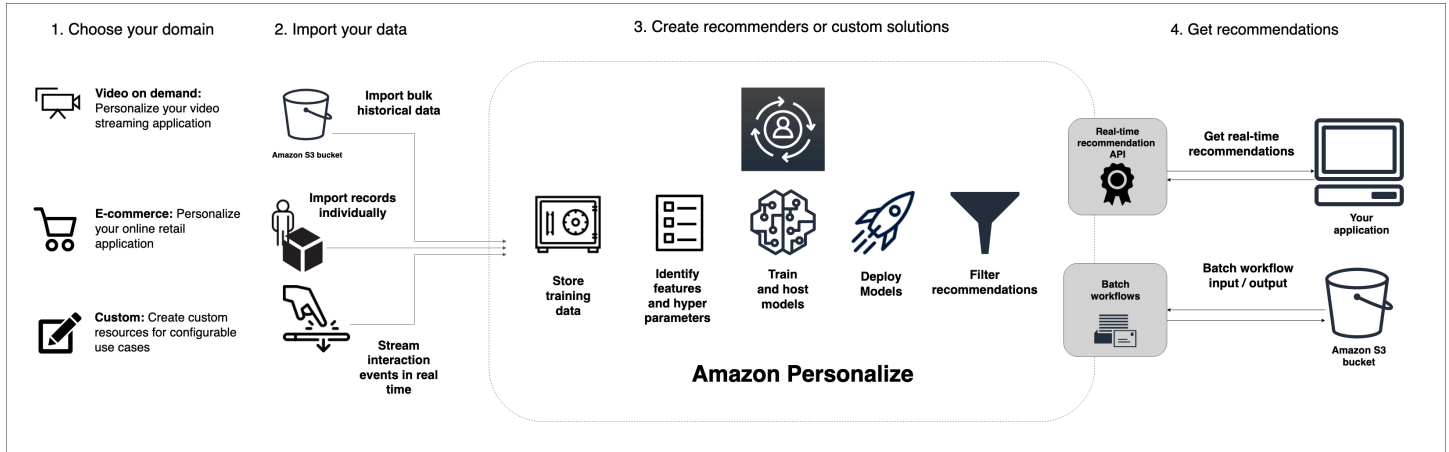 1. Choose your domain
2. Import your data
3. Create recommenders or custom solutions
4. Get recommendations
Video on demand:
Personalize your video
streaming application
E-commerce: Personalize
your online retail
application
Custom: Create custom
resources for configurable
use cases
Import bulk
historical data
Amazon S3 bucket
Import records
individually
Stream
interaction
events in real
time
Store
training
data
Identify
features
and hyper
parameters
Train
and host
models
Deploy
Models
Filter
recommendations
Amazon Personalize
Real-time
recommendation
API
Get real-time
recommendations
Your
application
Batch
workflows
Batch workflow
input / output
Amazon S3
bucket